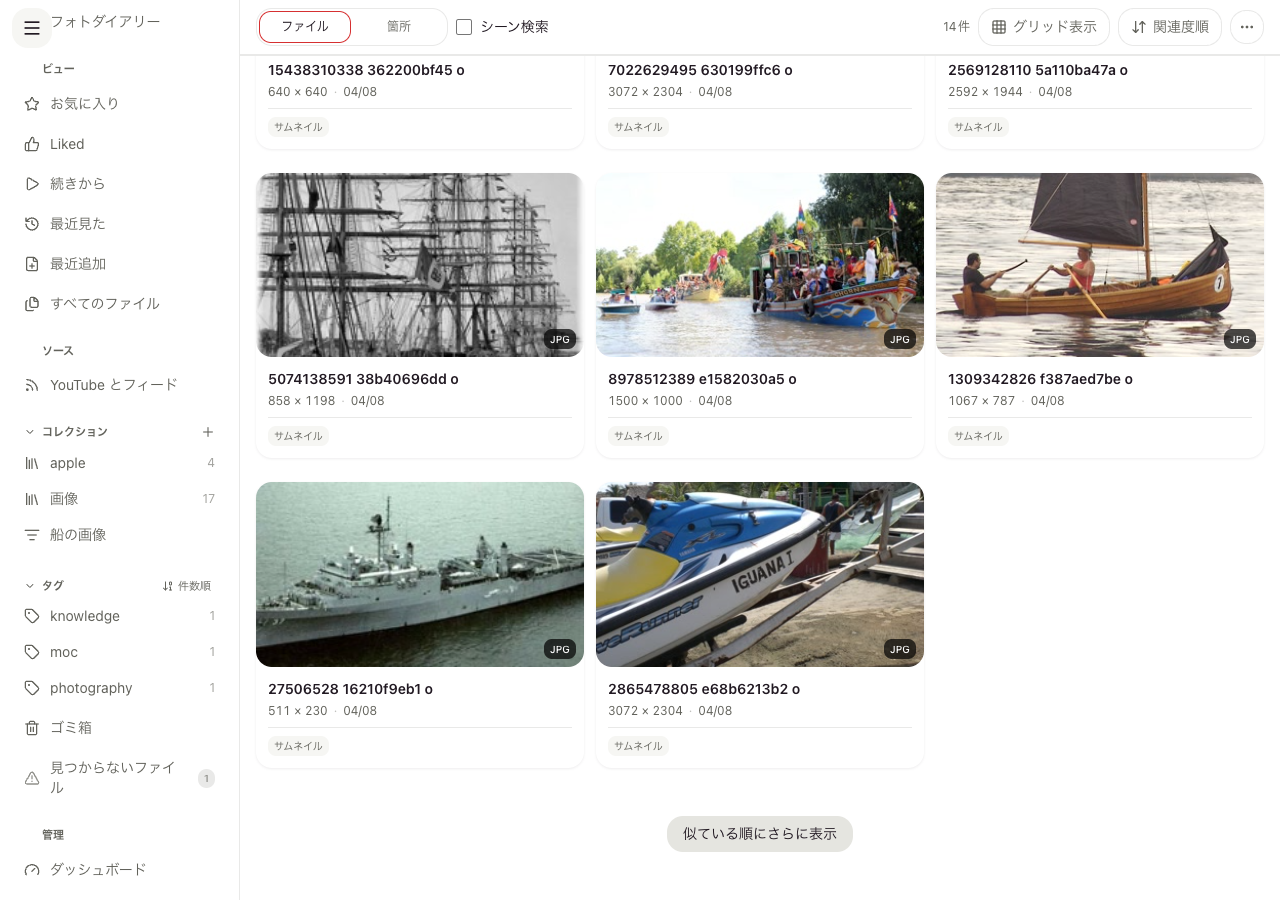 フォトダイアリー
ビュー
お気に入り
Liked
続きから
最近見た
最近追加
すべてのファイル
ソース
YouTube とフィード
コレクション
apple 4
画像 17
船の画像
タグ 件数順
knowledge 1
moc 1
photography 1
ゴミ箱
見つからないファイ
ル
1
管理
ダッシュボード
ファイル 箇所 シーン検索 14件 グリッド表示 関連度順
15438310338 362200bf45 o
640 × 640 · 04/08
サムネイル
7022629495 630199ffc6 o
3072 × 2304 · 04/08
サムネイル
2569128110 5a110ba47a o
2592 × 1944 · 04/08
サムネイル
JPG
5074138591 38b40696dd o
858 × 1198 · 04/08
サムネイル
JPG
8978512389 e1582030a5 o
1500 × 1000 · 04/08
サムネイル
1
JPG
1309342826 f387aed7be o
1067 × 787 · 04/08
サムネイル
JPG
27506528 16210f9eb1 o
511 × 230 · 04/08
サムネイル
IGUANA I
JPG
2865478805 e68b6213b2 o
3072 × 2304 · 04/08
サムネイル
似ている順にさらに表示